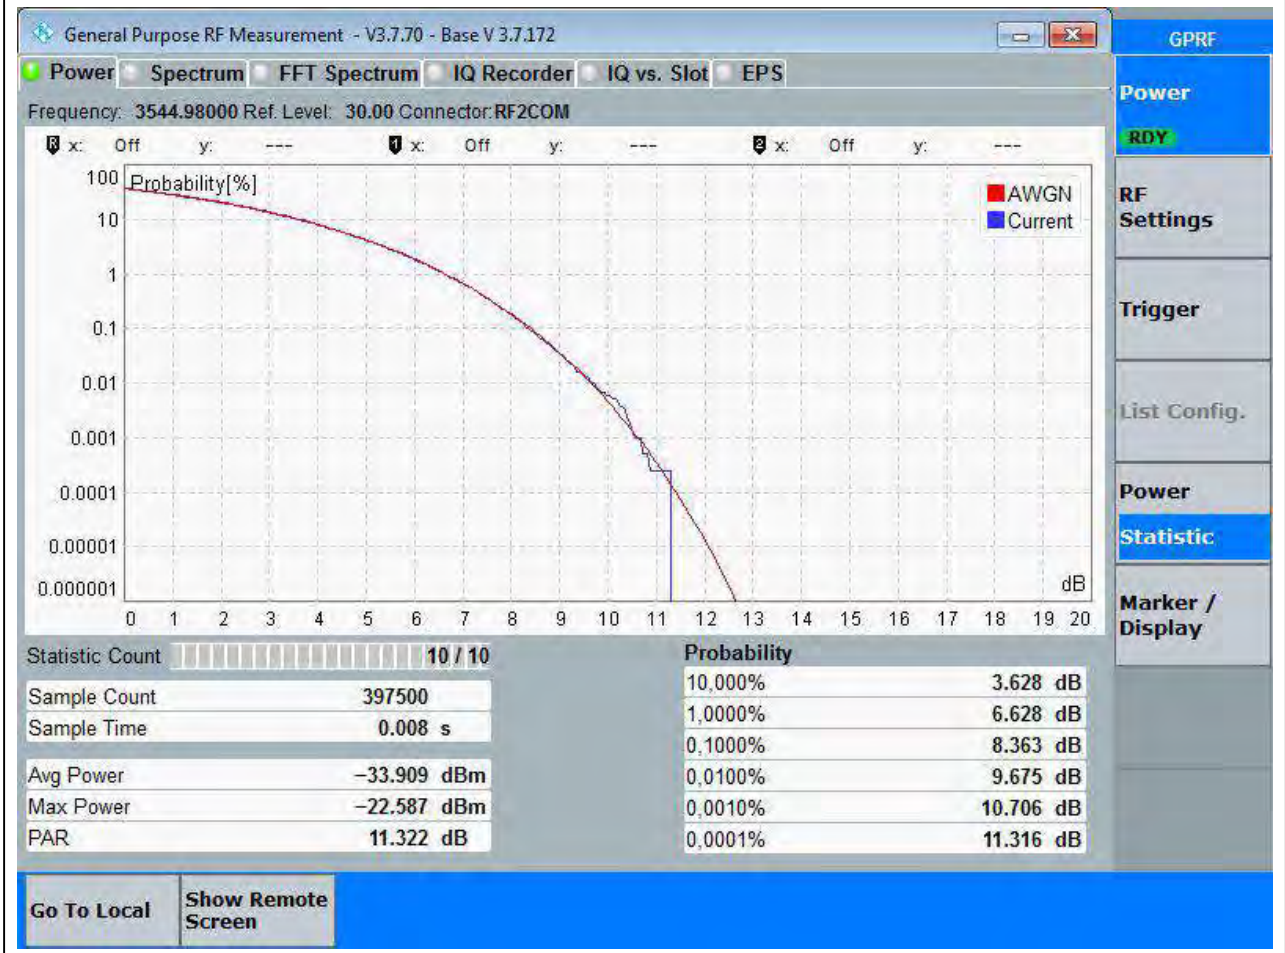 General Purpose RF Measurement - V3.7.70 - Base V 3.7.172
GPRF
Power Spectrum FFT Spectrum IQ Recorder IQ vs. Slot EPS
Frequency: 3544.98000 Ref. Level: 30.00 Connector:RF2COM
R x: Off y: --- 1 x: Off y: --- 2 x: Off y: ---
Probability[%]
AWGN
Current
100
10
1
0.1
0.01
0.001
0.0001
0.00001
0.000001
dB
0 1 2 3 4 5 6 7 8 9 10 11 12 13 14 15 16 17 18 19 20
Statistic Count 10 / 10
Sample Count 397500
Sample Time 0.008 s
Avg Power −33.909 dBm
Max Power −22.587 dBm
PAR 11.322 dB
Probability
10,000% 3.628 dB
1,0000% 6.628 dB
0,1000% 8.363 dB
0,0100% 9.675 dB
0,0010% 10.706 dB
0,0001% 11.316 dB
Power
RDY
RF
Settings
Trigger
List Config.
Power
Statistic
Marker /
Display
Go To Local
Show Remote
Screen